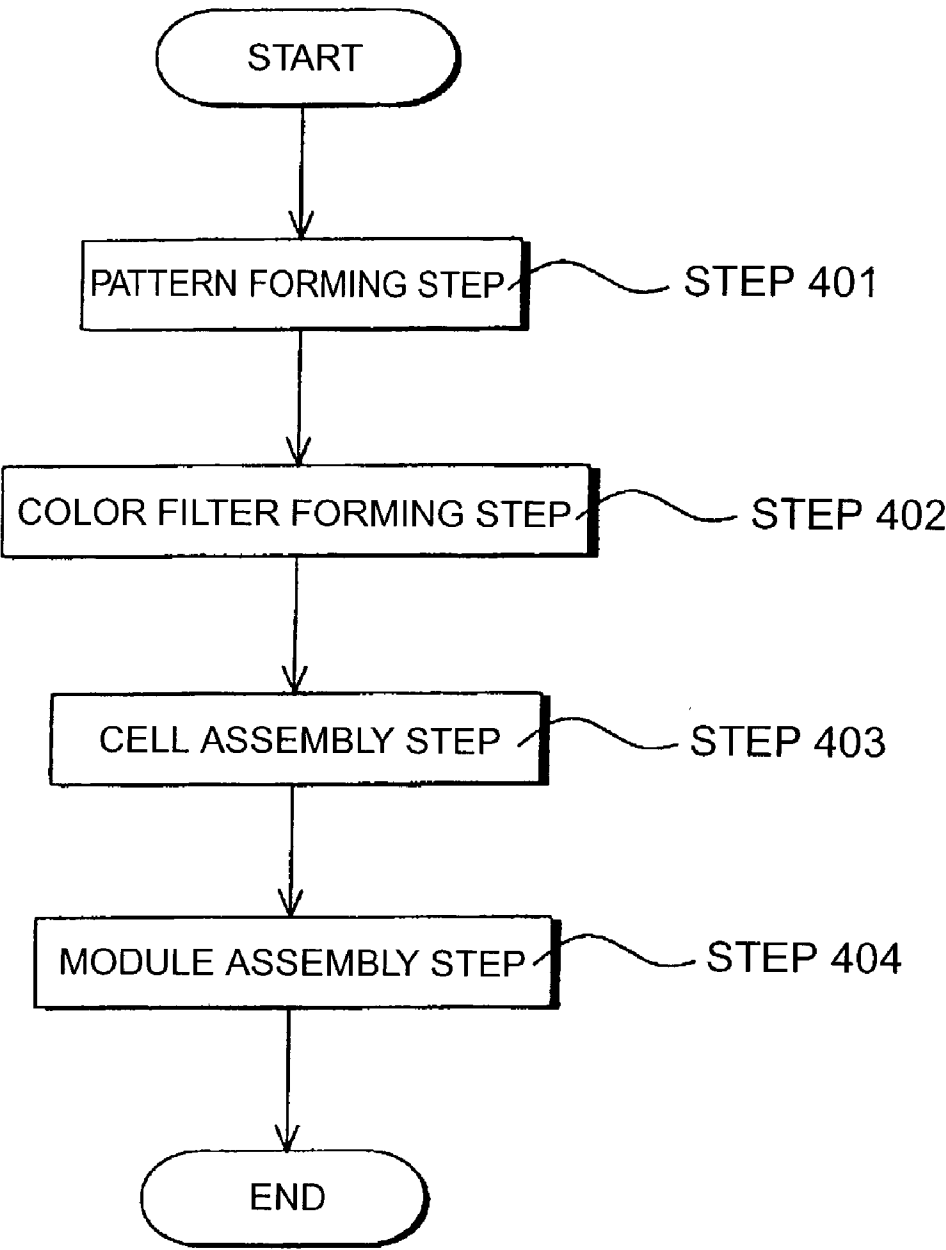 START
PATTERN FORMING STEP
STEP 401
COLOR FILTER FORMING STEP
STEP 402
CELL ASSEMBLY STEP
STEP 403
MODULE ASSEMBLY STEP
STEP 404
END